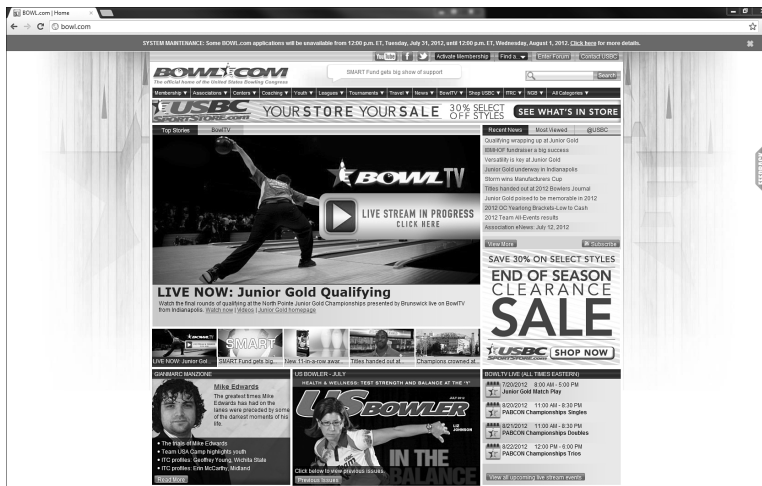 BOWL.com | Home
bowl.com
SYSTEM MAINTENANCE: Some BOWL.com applications will be unavailable from 12:00 p.m. ET, Tuesday, July 31, 2012, until 12:00 p.m. ET, Wednesday, August 1, 2012. Click here for more details.
You Tube Activate Membership Find a... Enter Forum Contact USBC
BOWL.COM
The official home of the United States Bowling Congress
SMART Fund gets big show of support
Search
Membership Associations Centers Coaching Youth Leagues Tournaments Travel News BowlTV Shop USBC ITRC NGB All Categories
USBC
SPORTSTORE.com
YOUR STORE YOUR SALE
30% SELECT
OFF STYLES
SEE WHAT'S IN STORE
Top Stories BowlTV
BOWL TV
LIVE STREAM IN PROGRESS
CLICK HERE
LIVE NOW: Junior Gold Qualifying
Watch the final rounds of qualifying at the North Pointe Junior Gold Championships presented by Brunswick live on BowlTV
from Indianapolis. Watch now | Videos | Junior Gold homepage
LIVE NOW: Junior Gol...
SMART
SMART Fund gets big...
New 11-in-a-row awar...
Titles handed out at...
Champions crowned at...
Recent News Most Viewed @USBC
Qualifying wrapping up at Junior Gold
IBMHOF fundraiser a big success
Versatility is key at Junior Gold
Junior Gold underway in Indianapolis
Storm wins Manufacturers Cup
Titles handed out at 2012 Bowlers Journal
Junior Gold poised to be memorable in 2012
2012 OC Yearlong Brackets-Low to Cash
2012 Team All-Events results
Association eNews: July 12, 2012
View More Subscribe
SAVE 30% ON SELECT STYLES
END OF SEASON
CLEARANCE
SALE
USBC
SPORTSTORE.com
SHOP NOW
FEEDBACK
GIANMARC MANZIONE
Mike Edwards
The greatest times Mike
Edwards has had on the
lanes were preceded by some
of the darkest moments of his
life.
• The trials of Mike Edwards
• Team USA Camp highlights youth
• ITC profiles: Geoffrey Young, Wichita State
• ITC profiles: Erin McCarthy, Midland
Read More
US BOWLER - JULY
HEALTH & WELLNESS: TEST STRENGTH AND BALANCE AT THE 'Y'
US BOWLER
JULY 2012
LIZ
JOHNSON
IN THE
BALANCE
Click below to view previous issues.
Previous Issues
BOWLTV LIVE (ALL TIMES EASTERN)
7/20/2012 8:00 AM - 5:00 PM
Junior Gold Match Play
8/20/2012 11:00 AM - 8:30 PM
PABCON Championships Singles
8/21/2012 11:00 AM - 8:30 PM
PABCON Championships Doubles
8/22/2012 12:00 PM - 6:00 PM
PABCON Championships Trios
View all upcoming live stream events